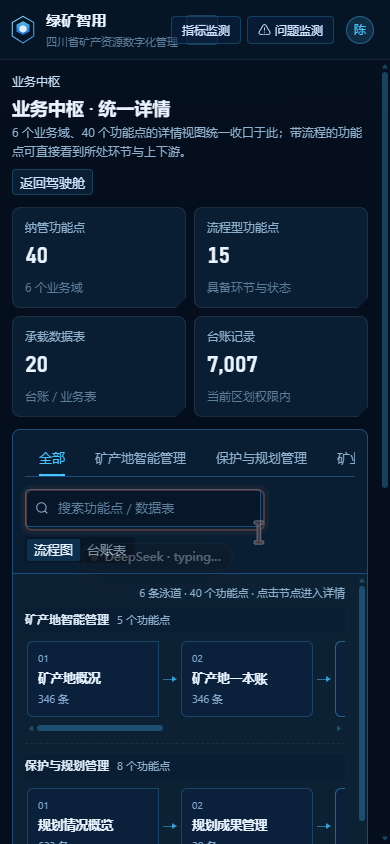 绿矿智用
四川省矿产资源数字化管理
指标监测
问题监测
陈
业务中枢
业务中枢 · 统一详情
6 个业务域、40 个功能点的详情视图统一收口于此；带流程的功能
点可直接看到所处环节与上下游。
返回驾驶舱
纳管功能点
40
6 个业务域
流程型功能点
15
具备环节与状态
承载数据表
20
台账 / 业务表
台账记录
7,007
当前区划权限内
全部
矿产地智能管理
保护与规划管理
矿业
搜索功能点 / 数据表
流程图
台账表
DeepSeek · typing...
6 条泳道 · 40 个功能点 · 点击节点进入详情
矿产地智能管理 5 个功能点
01
矿产地概况
346 条
02
矿产地一本账
346 条
保护与规划管理 8 个功能点
01
规划情况概览
02
规划成果管理